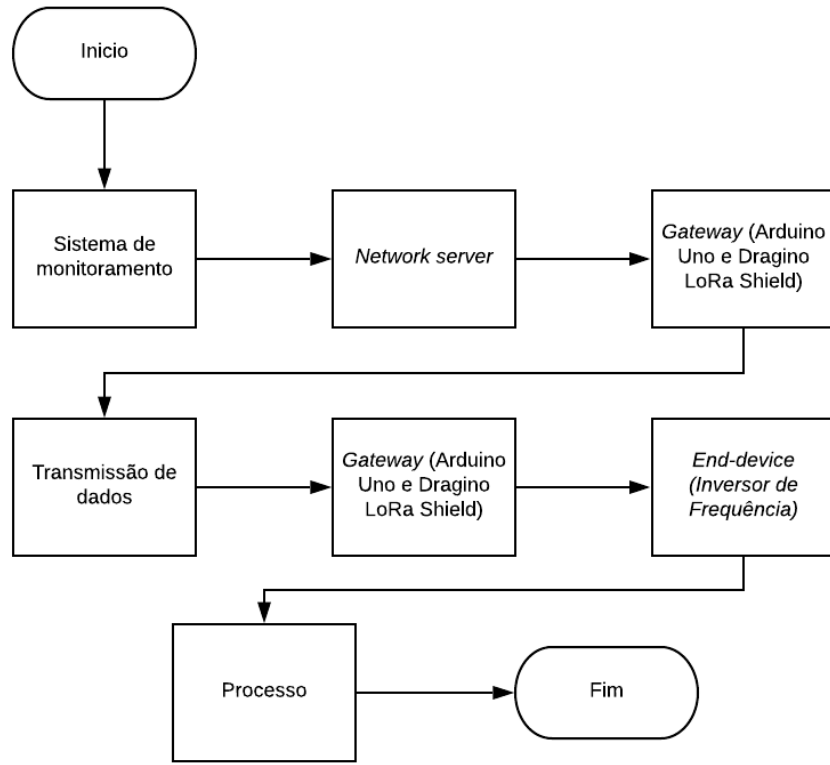 Inicio
Sistema de
monitoramento
Network server
Gateway (Arduino
Uno e Dragino
LoRa Shield)
Transmissão de
dados
Gateway (Arduino
Uno e Dragino
LoRa Shield)
End-device
(Inversor de
Frequência)
Processo
Fim